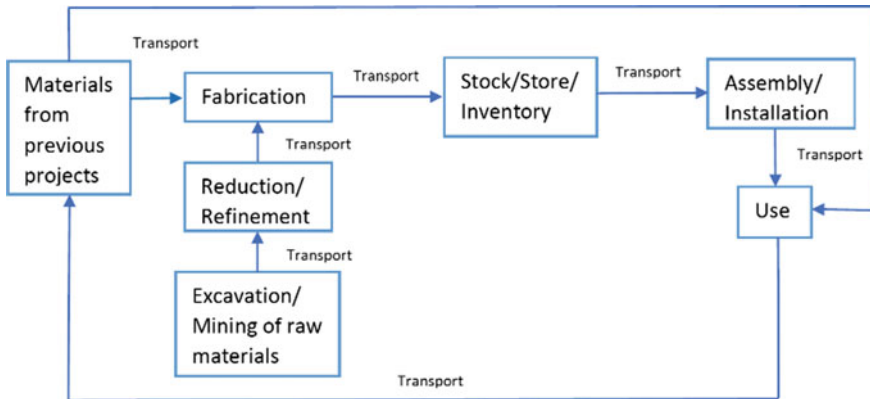 Transport
Materials
from
previous
projects
Fabrication
Transport
Stock/Store/
Inventory
Transport
Assembly/
Installation
Transport
Reduction/
Refinement
Transport
Use
Transport
Excavation/
Mining of raw
materials
Transport